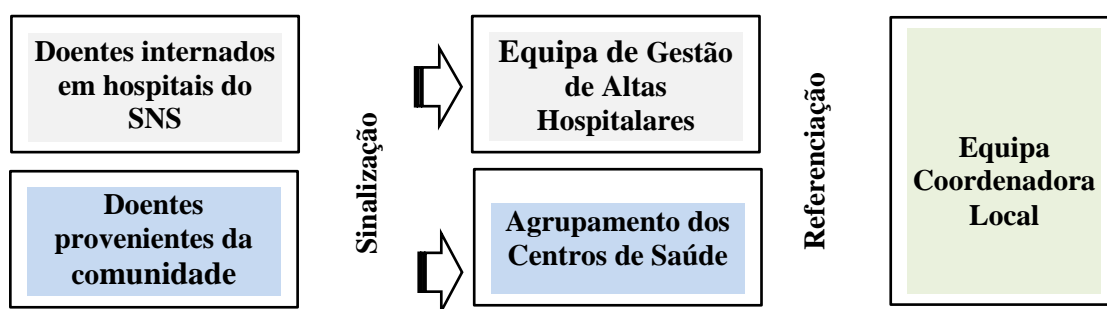 Doentes internados
em hospitais do
SNS
Doentes
provenientes da
comunidade
Sinalização
Equipa de Gestão
de Altas
Hospitalares
Agrupamento dos
Centros de Saúde
Referenciação
Equipa
Coordenadora
Local